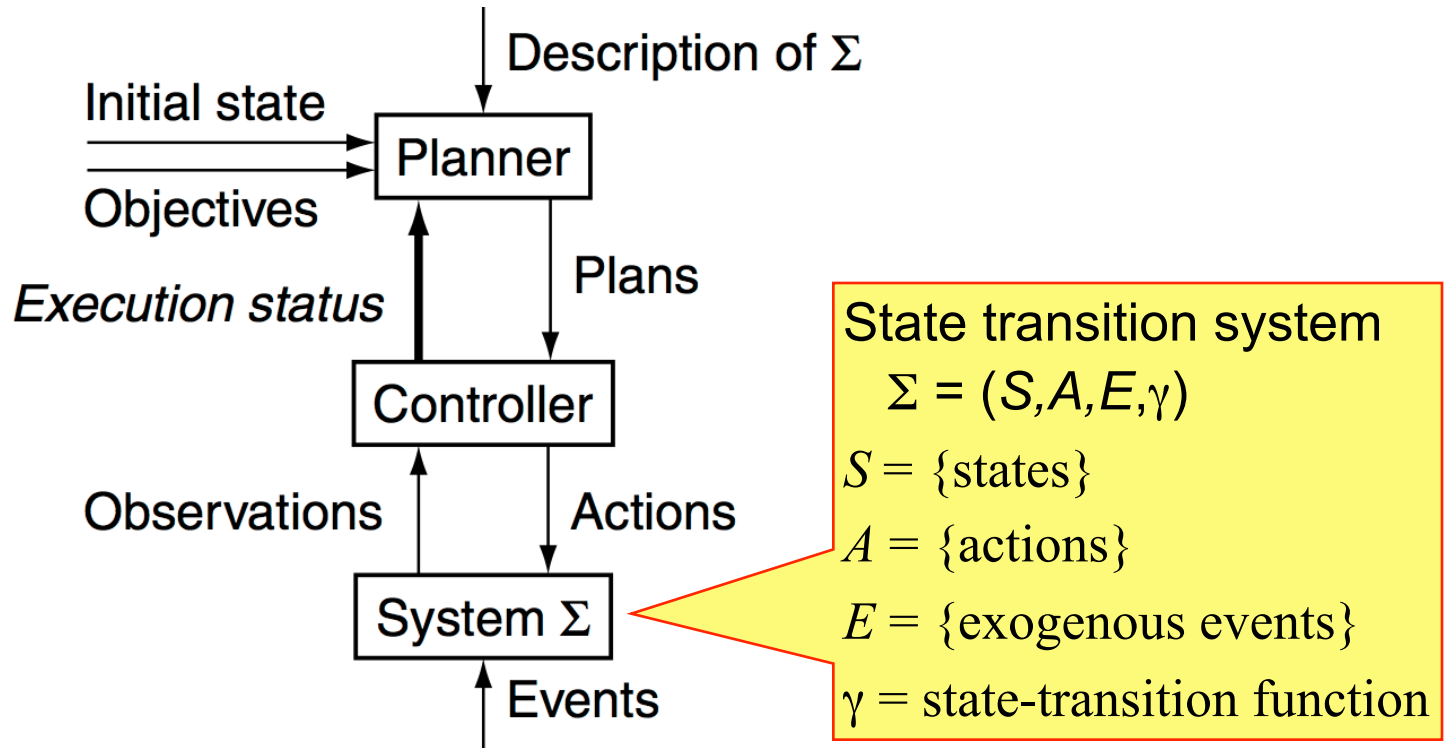 Description of Σ
Initial state
Planner
Objectives
Plans
Execution status
Controller
Observations
Actions
System Σ
Events
State transition system
Σ = (S,A,E,γ)
S = {states}
A = {actions}
E = {exogenous events}
γ = state-transition function